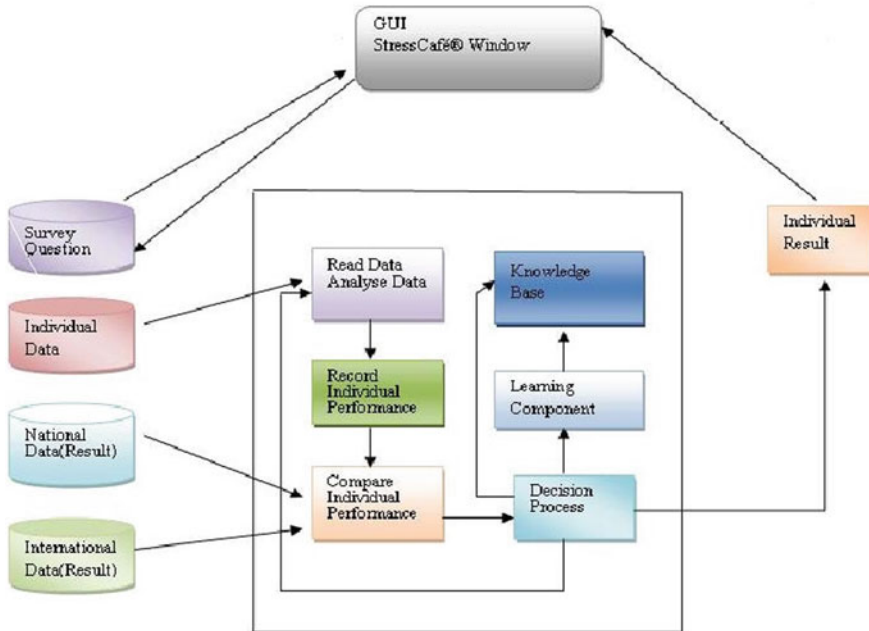 GUI
StressCafé® Window
Survey
Question
Individual
Data
National
Data(Result)
International
Data(Result)
Read Data
Analyse Data
Record
Individual
Performance
Compare
Individual
Performance
Knowledge
Base
Learning
Component
Decision
Process
Individual
Result